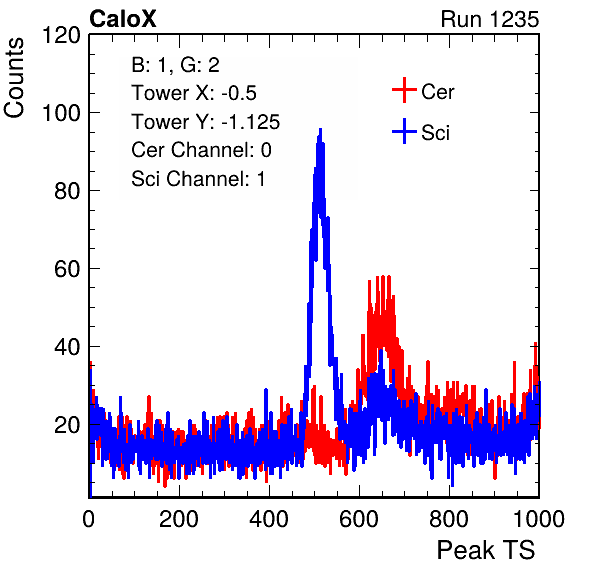 CaloX Run 1235
Counts
120
100
80
60
40
20
B: 1, G: 2
Tower X: -0.5
Tower Y: -1.125
Cer Channel: 0
Sci Channel: 1
Cer
Sci
0 200 400 600 800 1000
Peak TS